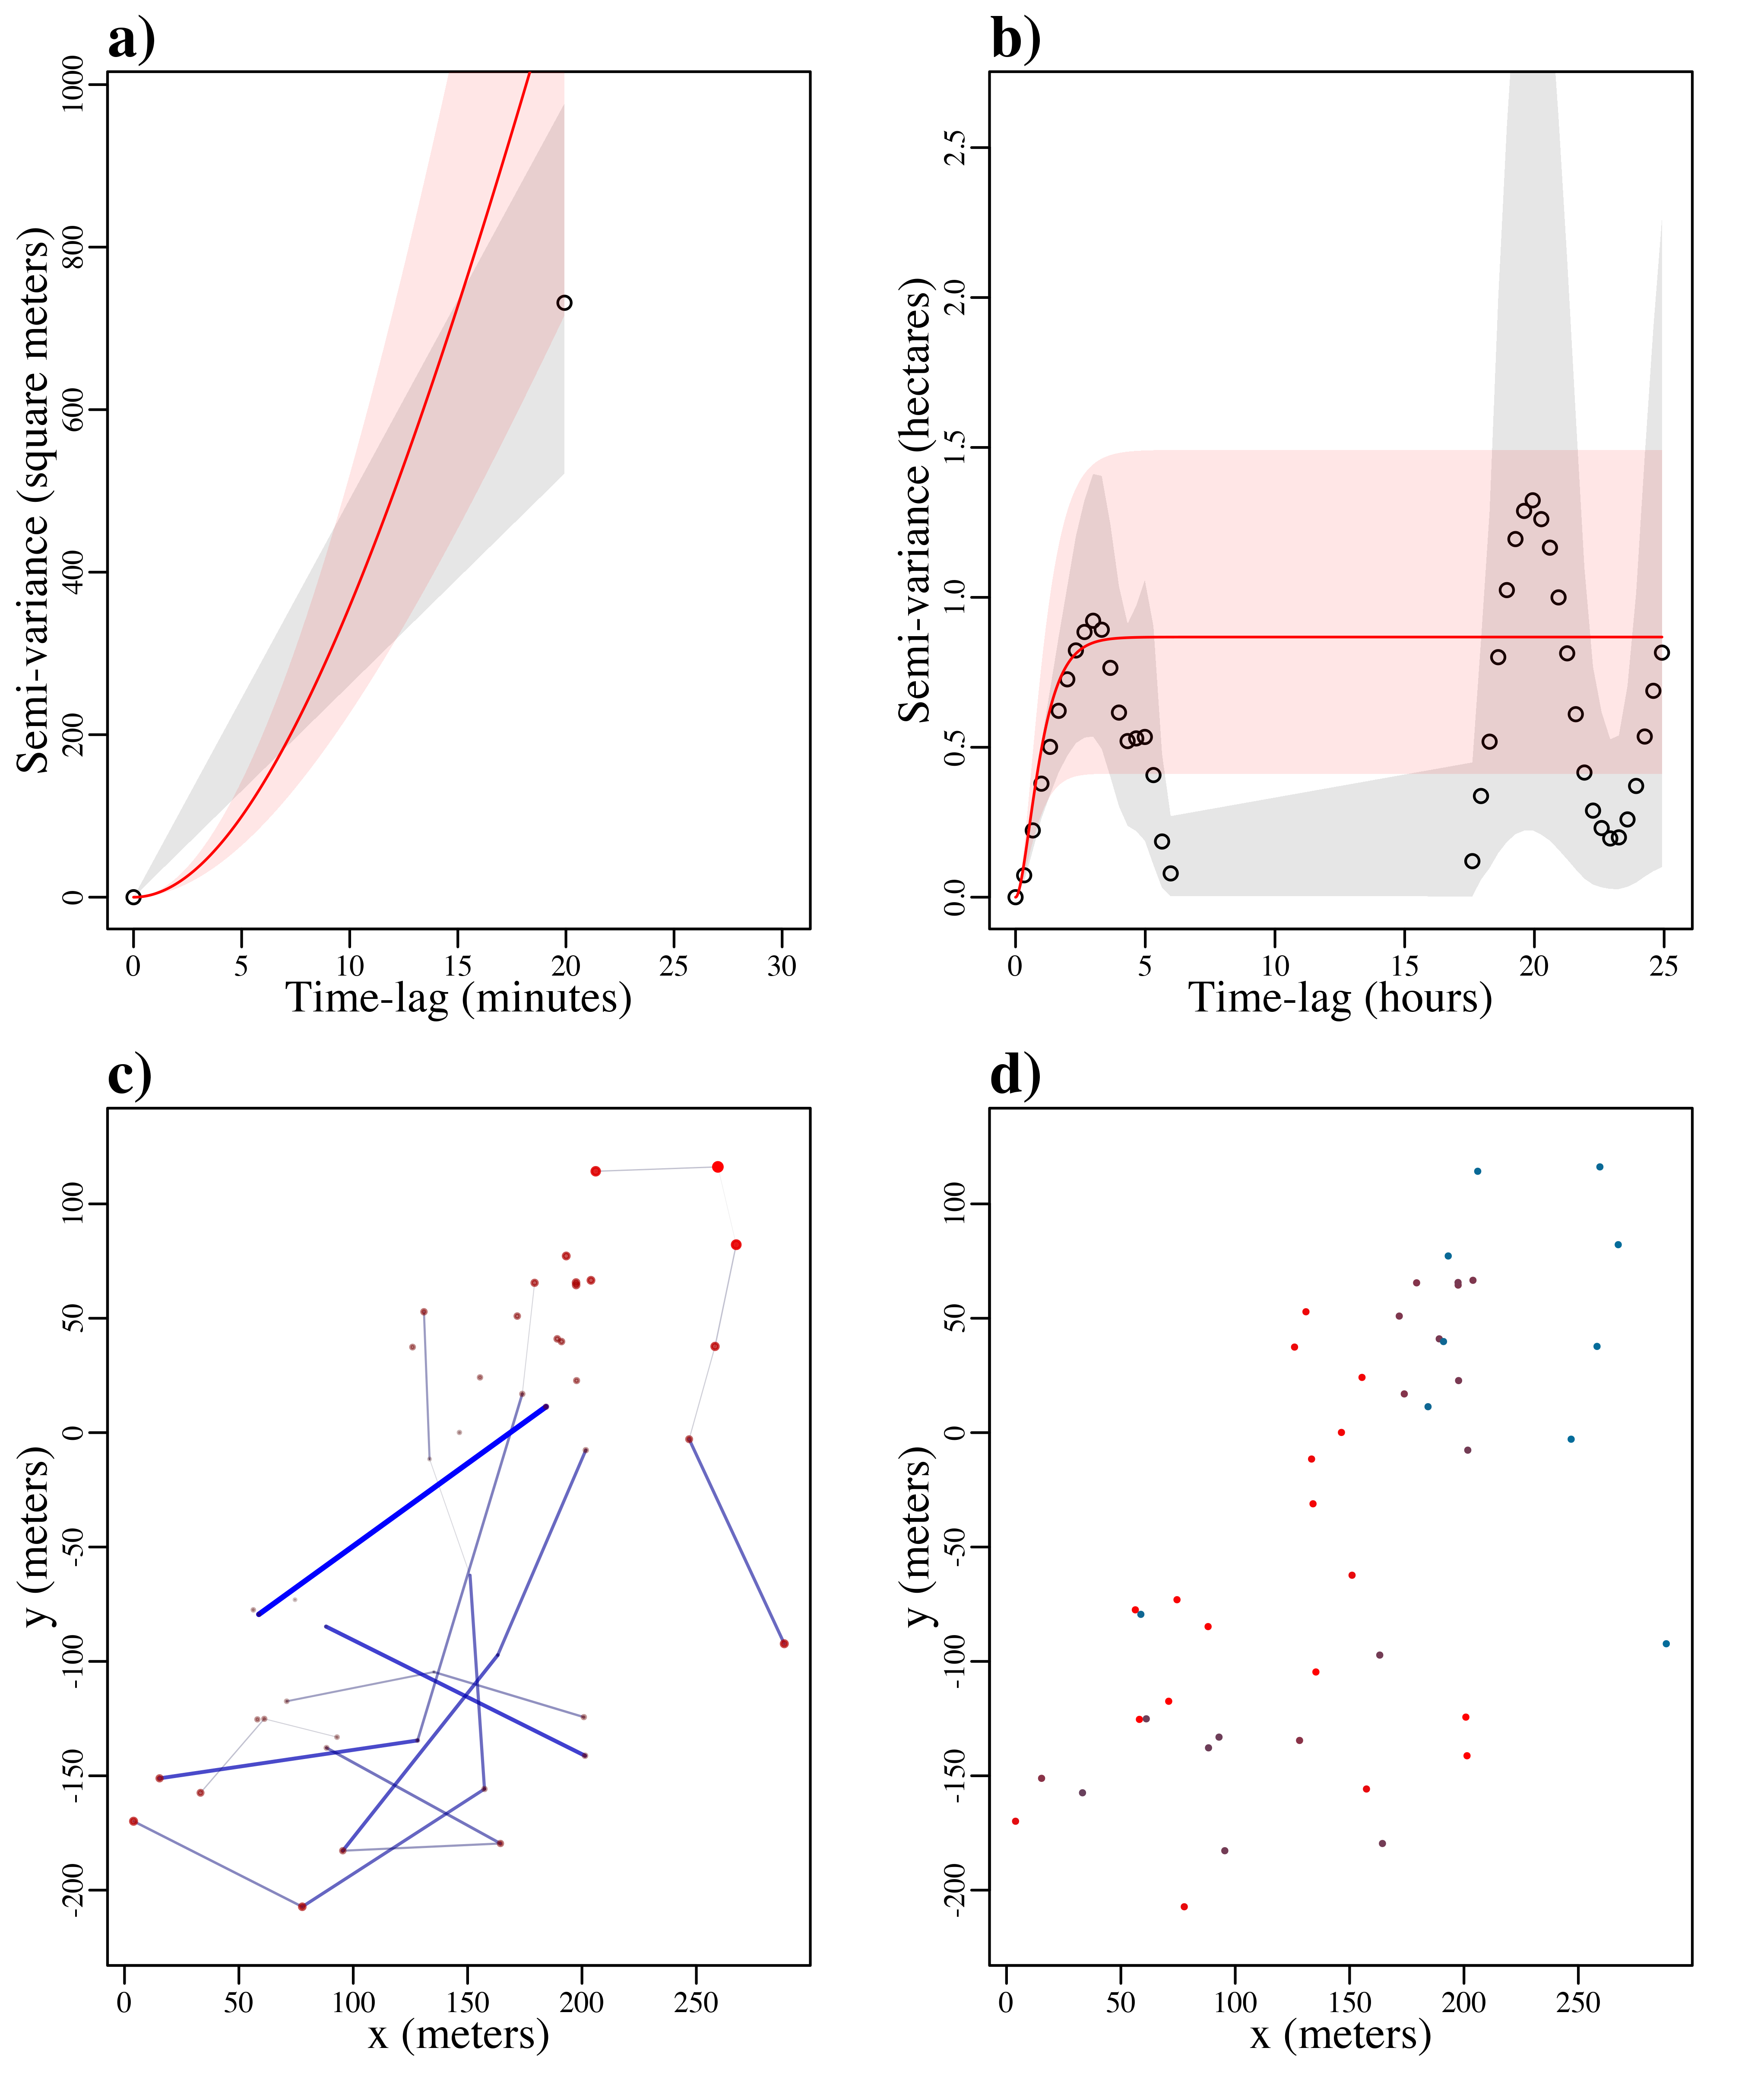 a)
Semi-variance (square meters)
0 200 400 600 800 1000
0 5 10 15 20 25 30
Time-lag (minutes)
b)
Semi-variance (hectares)
0.0 0.5 1.0 1.5 2.0 2.5
0 5 10 15 20 25
Time-lag (hours)
c)
y (meters)
-200 -150 -100 -50 0 50 100
0 50 100 150 200 250
x (meters)
d)
y (meters)
-200 -150 -100 -50 0 50 100
0 50 100 150 200 250
x (meters)